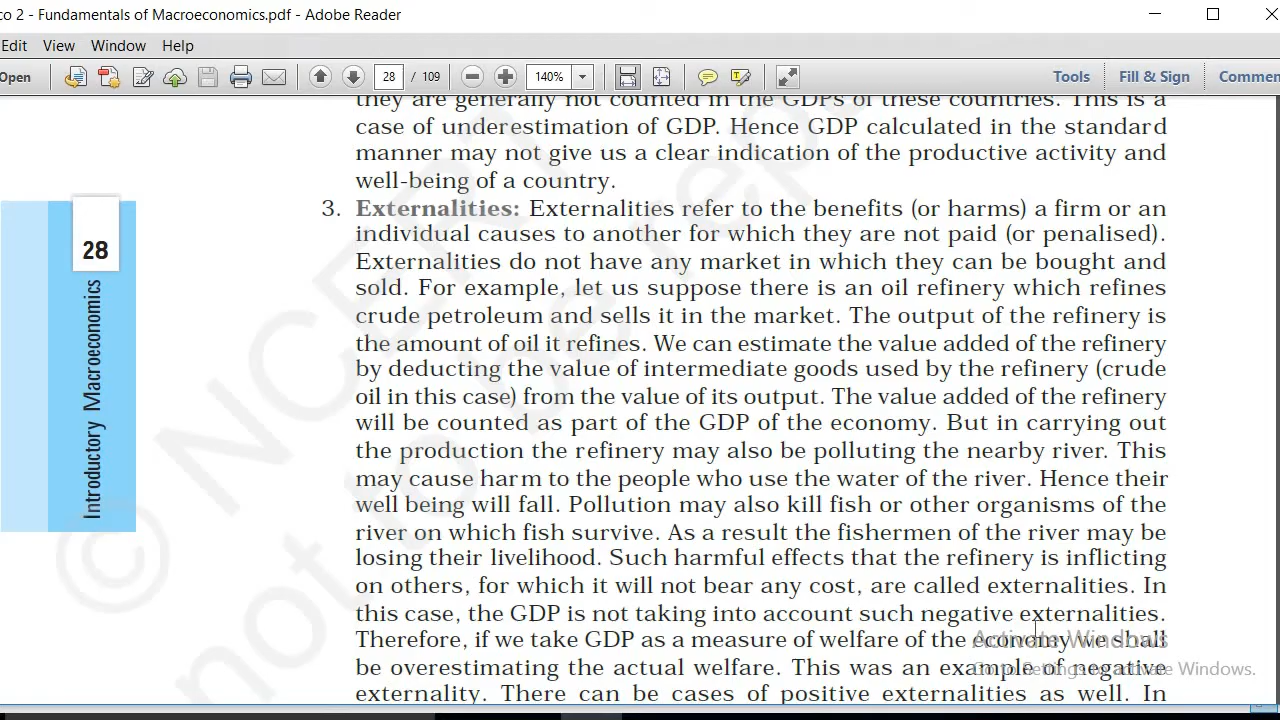 co 2 - Fundamentals of Macroeconomics.pdf - Adobe Reader
Edit View Window Help
Open 28 / 109 140% Tools Fill & Sign Commen
they are generally not counted in the GDPs of these countries. This is a
case of underestimation of GDP. Hence GDP calculated in the standard
manner may not give us a clear indication of the productive activity and
well-being of a country.
3. Externalities: Externalities refer to the benefits (or harms) a firm or an
individual causes to another for which they are not paid (or penalised).
Externalities do not have any market in which they can be bought and
sold. For example, let us suppose there is an oil refinery which refines
crude petroleum and sells it in the market. The output of the refinery is
the amount of oil it refines. We can estimate the value added of the refinery
by deducting the value of intermediate goods used by the refinery (crude
oil in this case) from the value of its output. The value added of the refinery
will be counted as part of the GDP of the economy. But in carrying out
the production the refinery may also be polluting the nearby river. This
may cause harm to the people who use the water of the river. Hence their
well being will fall. Pollution may also kill fish or other organisms of the
river on which fish survive. As a result the fishermen of the river may be
losing their livelihood. Such harmful effects that the refinery is inflicting
on others, for which it will not bear any cost, are called externalities. In
this case, the GDP is not taking into account such negative externalities.
Therefore, if we take GDP as a measure of welfare of the economy we shall
be overestimating the actual welfare. This was an example of negative
externality. There can be cases of positive externalities as well. In
28
Introductory Macroeconomics
© NCERT
not to be rep
Activate Windows
Go to Settings to activate Windows.